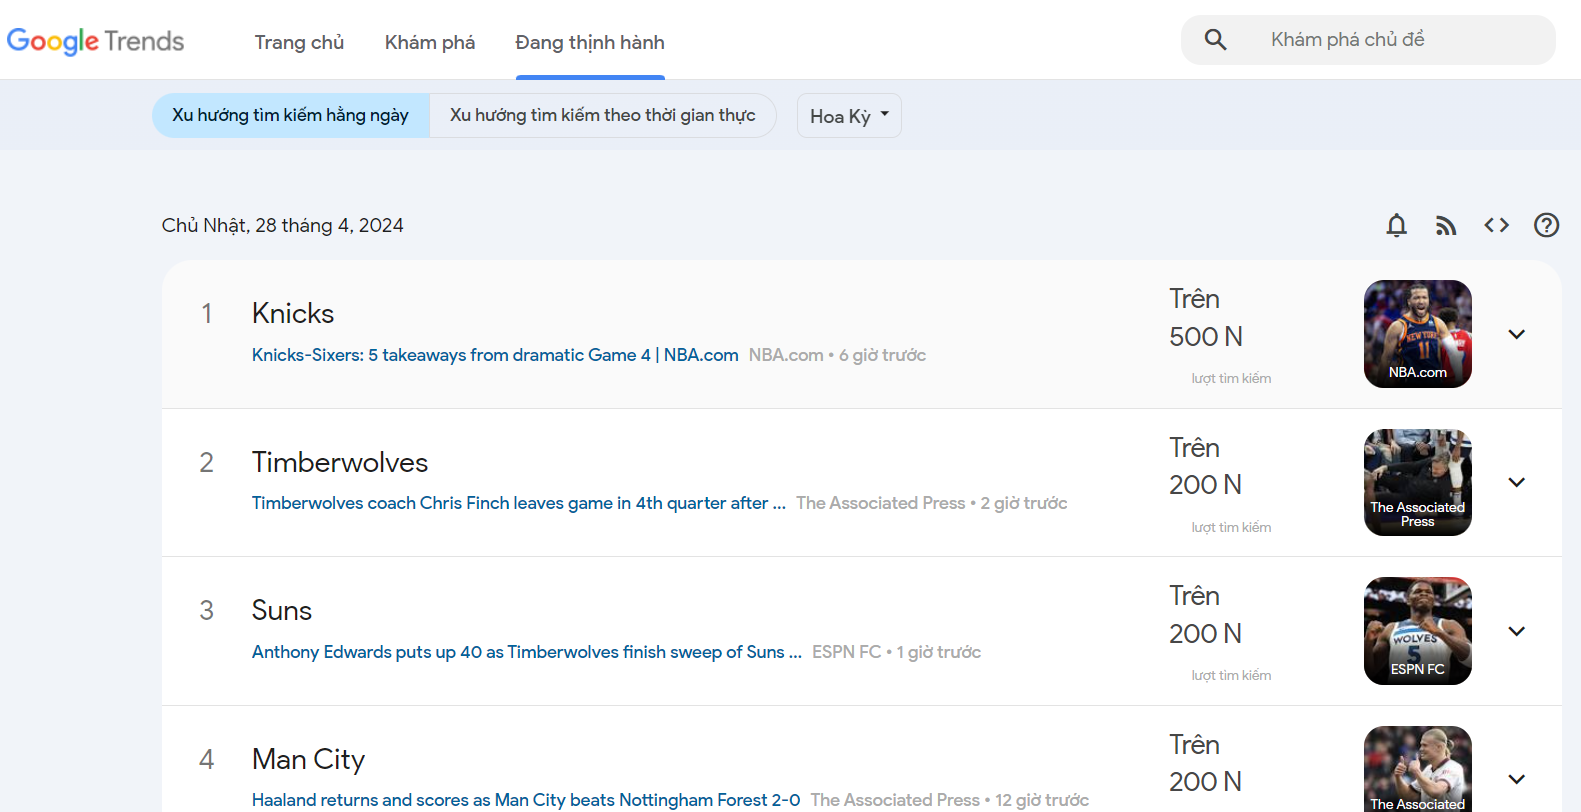 Google Trends
Trang chủ
Khám phá
Đang thịnh hành
Khám phá chủ đề
Xu hướng tìm kiếm hằng ngày
Xu hướng tìm kiếm theo thời gian thực
Hoa Kỳ
Chủ Nhật, 28 tháng 4, 2024
1
Knicks
Knicks-Sixers: 5 takeaways from dramatic Game 4 | NBA.com NBA.com • 6 giờ trước
Trên
500 N
lượt tìm kiếm
NEW YORK
11
NBA.com
2
Timberwolves
Timberwolves coach Chris Finch leaves game in 4th quarter after ... The Associated Press • 2 giờ trước
Trên
200 N
lượt tìm kiếm
The Associated
Press
3
Suns
Anthony Edwards puts up 40 as Timberwolves finish sweep of Suns ... ESPN FC • 1 giờ trước
Trên
200 N
lượt tìm kiếm
WOLVES
5
ESPN FC
4
Man City
Haaland returns and scores as Man City beats Nottingham Forest 2-0 The Associated Press • 12 giờ trước
Trên
200 N
The Associated